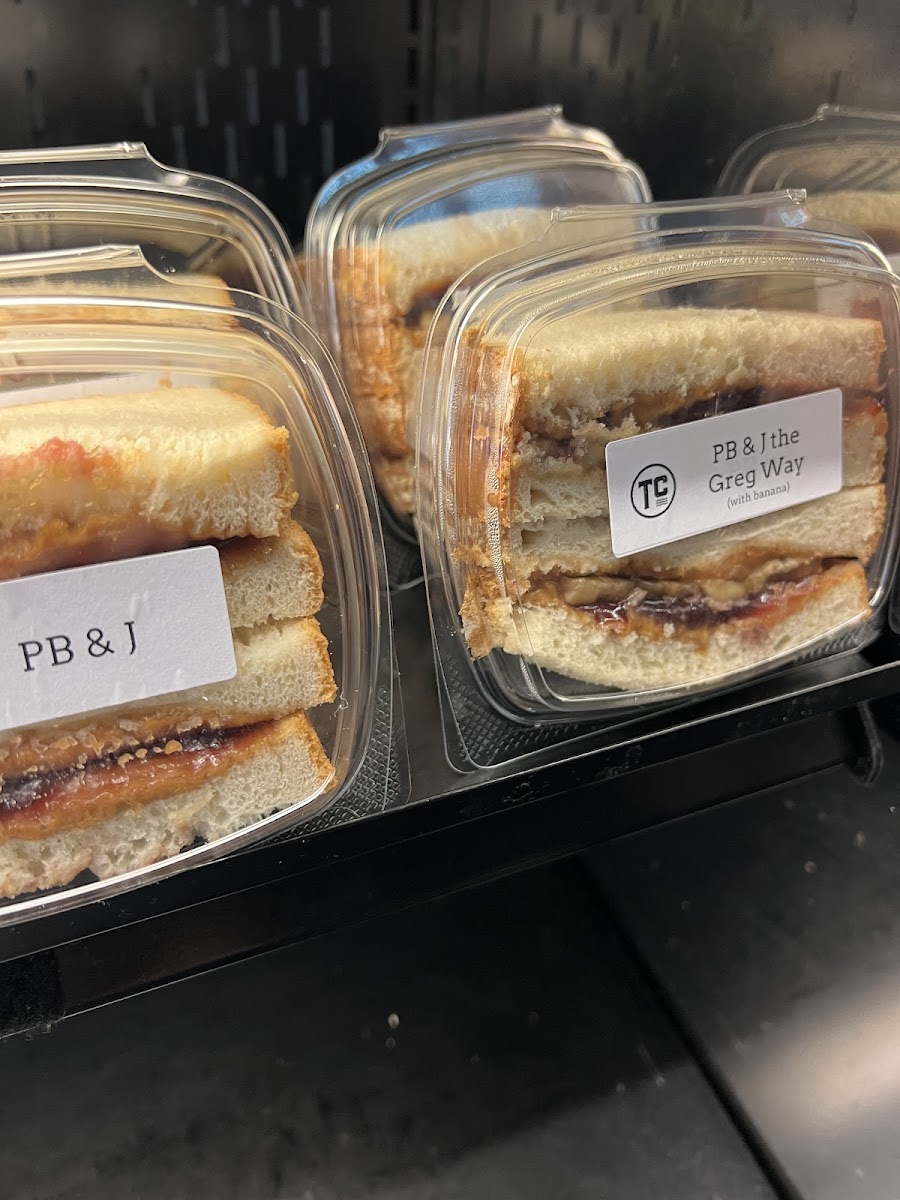 PB & J
TC
PB & J the
Greg Way
(with banana)